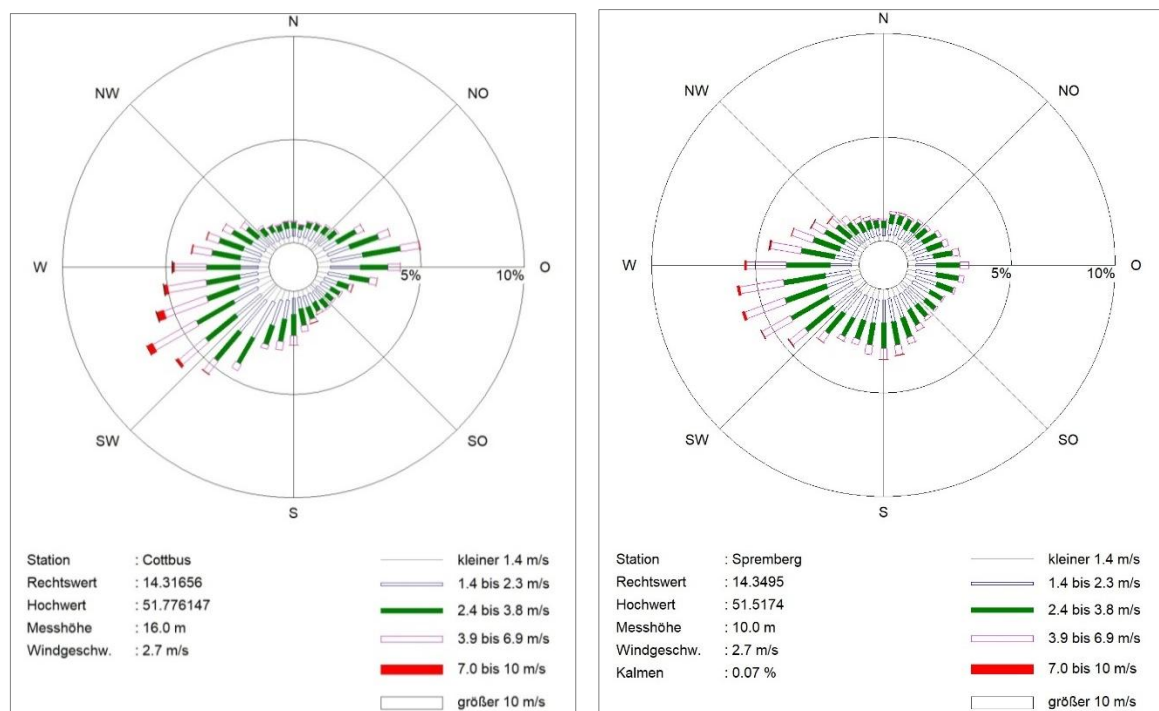 N
NW
NO
W
5%
10%
O
SW
SO
S
Station : Cottbus
Rechtswert : 14.31656
Hochwert : 51.776147
Messhöhe : 16.0 m
Windgeschw. : 2.7 m/s
kleiner 1.4 m/s
1.4 bis 2.3 m/s
2.4 bis 3.8 m/s
3.9 bis 6.9 m/s
7.0 bis 10 m/s
größer 10 m/s
N
NW
NO
W
5%
10%
O
SW
SO
S
Station : Spremberg
Rechtswert : 14.3495
Hochwert : 51.5174
Messhöhe : 10.0 m
Windgeschw. : 2.7 m/s
Kalmen : 0.07 %
kleiner 1.4 m/s
1.4 bis 2.3 m/s
2.4 bis 3.8 m/s
3.9 bis 6.9 m/s
7.0 bis 10 m/s
größer 10 m/s